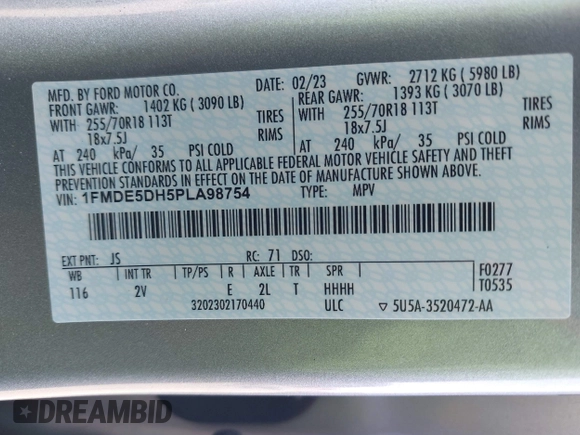 MFD. BY FORD MOTOR CO.
DATE: 02/23 GVWR: 2712 KG ( 5980 LB)
FRONT GAWR: 1402 KG ( 3090 LB) REAR GAWR: 1393 KG ( 3070 LB)
WITH 255/70R18 113T TIRES WITH 255/70R18 113T TIRES
18x7.5J RIMS 18x7.5J RIMS
AT 240 kPa/ 35 PSI COLD AT 240 kPa/ 35 PSI COLD
THIS VEHICLE CONFORMS TO ALL APPLICABLE FEDERAL MOTOR VEHICLE SAFETY AND THEFT
PREVENTION STANDARDS IN EFFECT ON THE DATE OF MANUFACTURE SHOWN ABOVE.
VIN: 1FMDE5DH5PLA98754 TYPE: MPV
EXT PNT: JS RC: 71 DSO:
WB INT TR TP/PS R AXLE TR SPR F0277
116 2V E 2L T HHHH T0535
3202302170440 ULC ▽ 5U5A-3520472-AA
DREAMBID